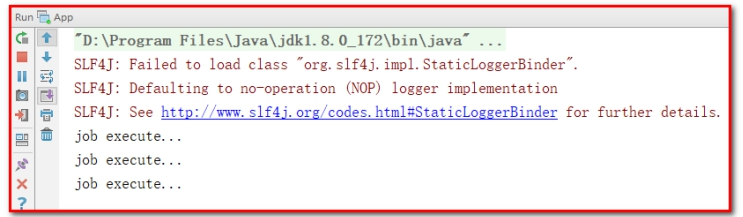 Run App
"D:\Program Files\Java\jdk1.8.0_172\bin\java" ...
SLF4J: Failed to load class "org.slf4j.impl.StaticLoggerBinder".
SLF4J: Defaulting to no-operation (NOP) logger implementation
SLF4J: See http://www.slf4j.org/codes.html#StaticLoggerBinder for further details.
job execute...
job execute...
job execute...